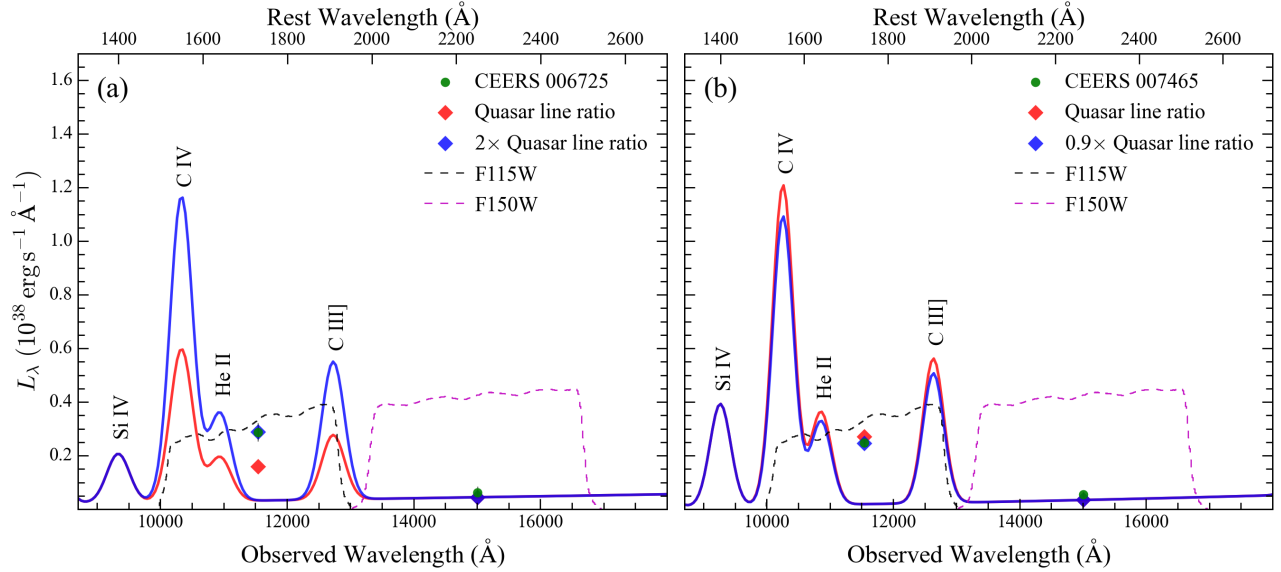 Rest Wavelength (Å)
1400 1600 1800 2000 2200 2400 2600
(a)
CEERS 006725
Quasar line ratio
2× Quasar line ratio
F115W
F150W
Si IV
C IV
He II
C III]
L_λ (10^38 erg s^−1 Å^−1)
1.6
1.4
1.2
1.0
0.8
0.6
0.4
0.2
10000 12000 14000 16000
Observed Wavelength (Å)
Rest Wavelength (Å)
1400 1600 1800 2000 2200 2400 2600
(b)
CEERS 007465
Quasar line ratio
0.9× Quasar line ratio
F115W
F150W
Si IV
C IV
He II
C III]
10000 12000 14000 16000
Observed Wavelength (Å)